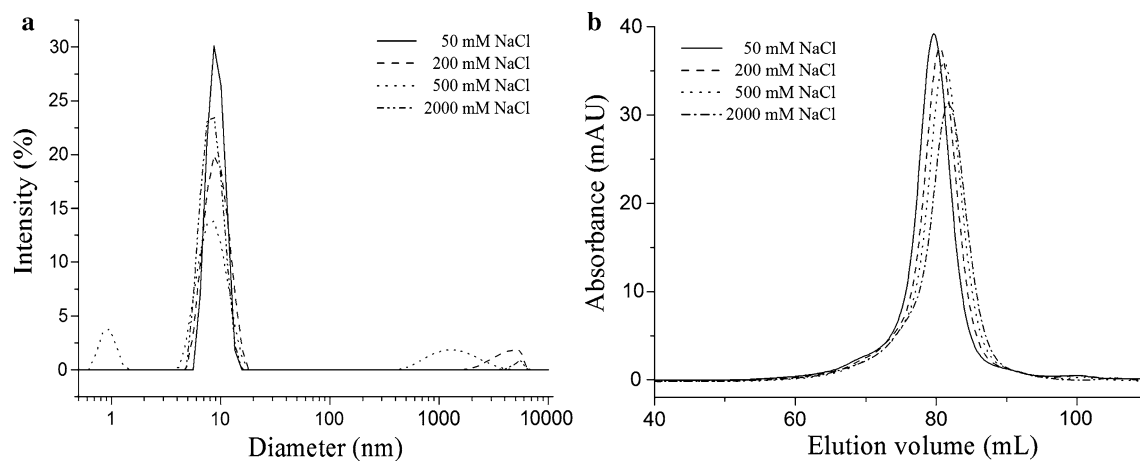 a
30
25
20
15
10
5
0
Intensity (%)
50 mM NaCl
200 mM NaCl
500 mM NaCl
2000 mM NaCl
1
10
100
1000
10000
Diameter (nm)
b
40
30
20
10
0
Absorbance (mAU)
50 mM NaCl
200 mM NaCl
500 mM NaCl
2000 mM NaCl
40
60
80
100
Elution volume (mL)